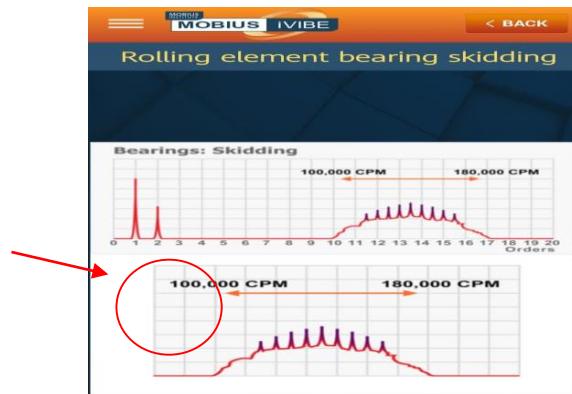 MOBIUS
MOBIUS iVIBE
< BACK
Rolling element bearing skidding
Bearings: Skidding
100,000 CPM 180,000 CPM
0 1 2 3 4 5 6 7 8 9 10 11 12 13 14 15 16 17 18 19 20
Orders
100,000 CPM 180,000 CPM